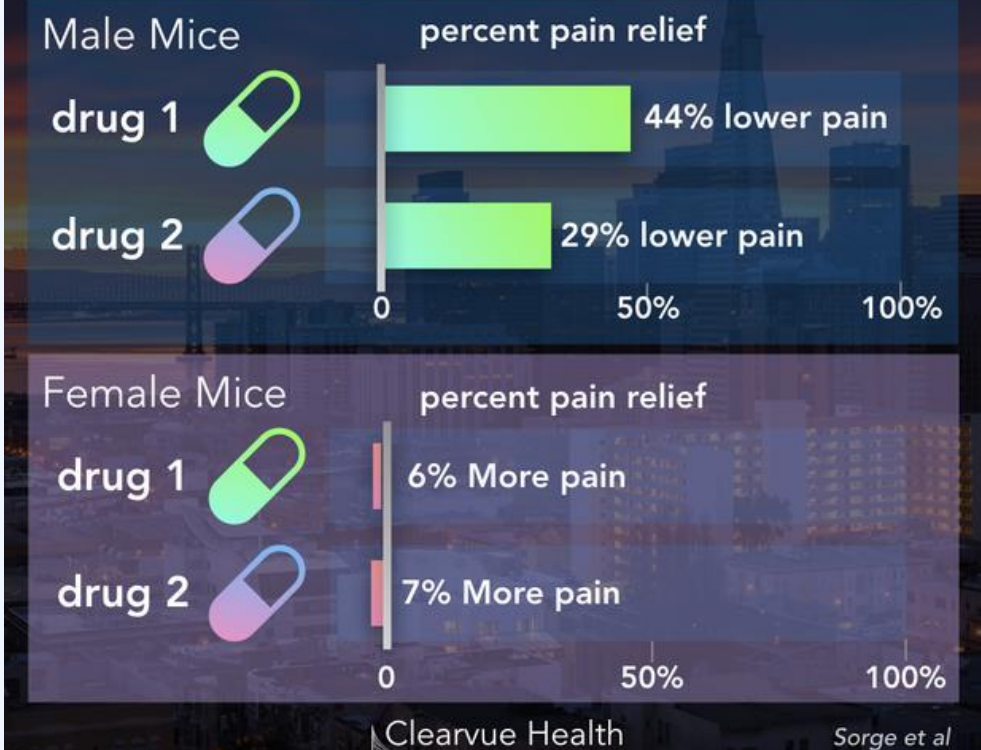 Male Mice
percent pain relief
drug 1
44% lower pain
drug 2
29% lower pain
0 50% 100%
Female Mice
percent pain relief
drug 1
6% More pain
drug 2
7% More pain
0 50% 100%
Clearvue Health
Sorge et al